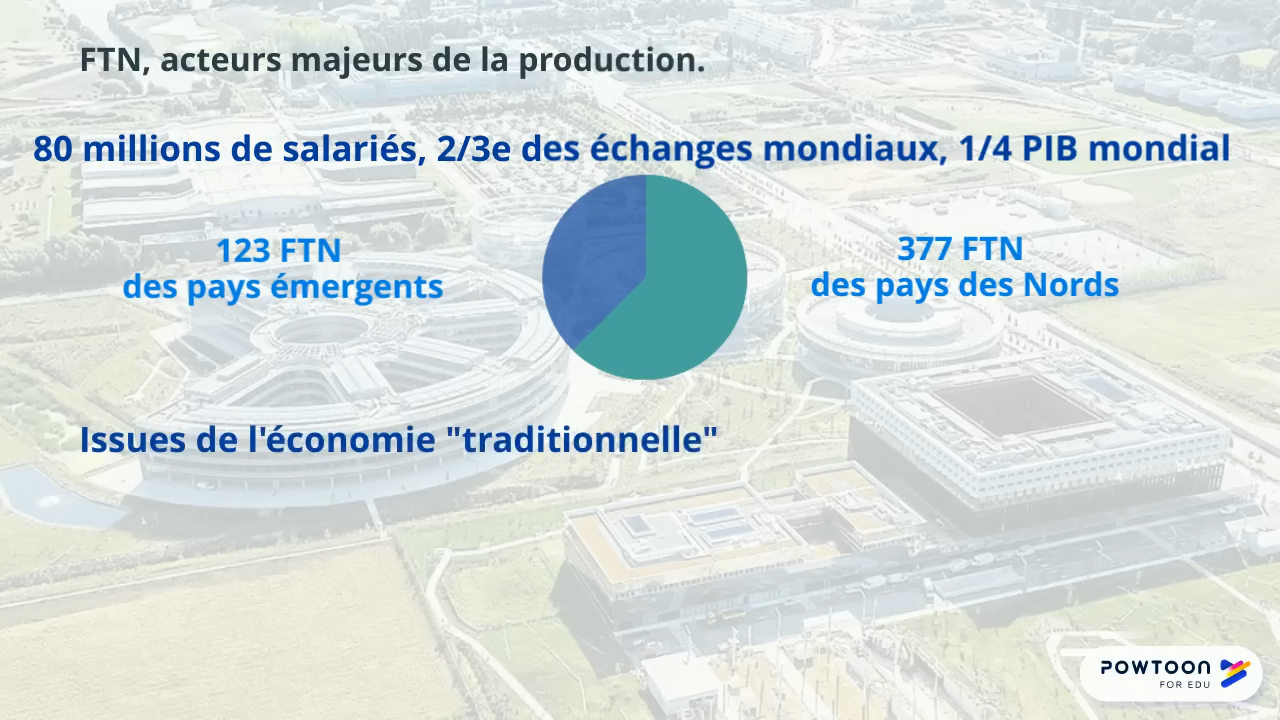 FTN, acteurs majeurs de la production.
80 millions de salariés, 2/3e des échanges mondiaux, 1/4 PIB mondial
123 FTN
des pays émergents
377 FTN
des pays des Nords
Issues de l'économie "traditionnelle"
POWTOON
FOR EDU